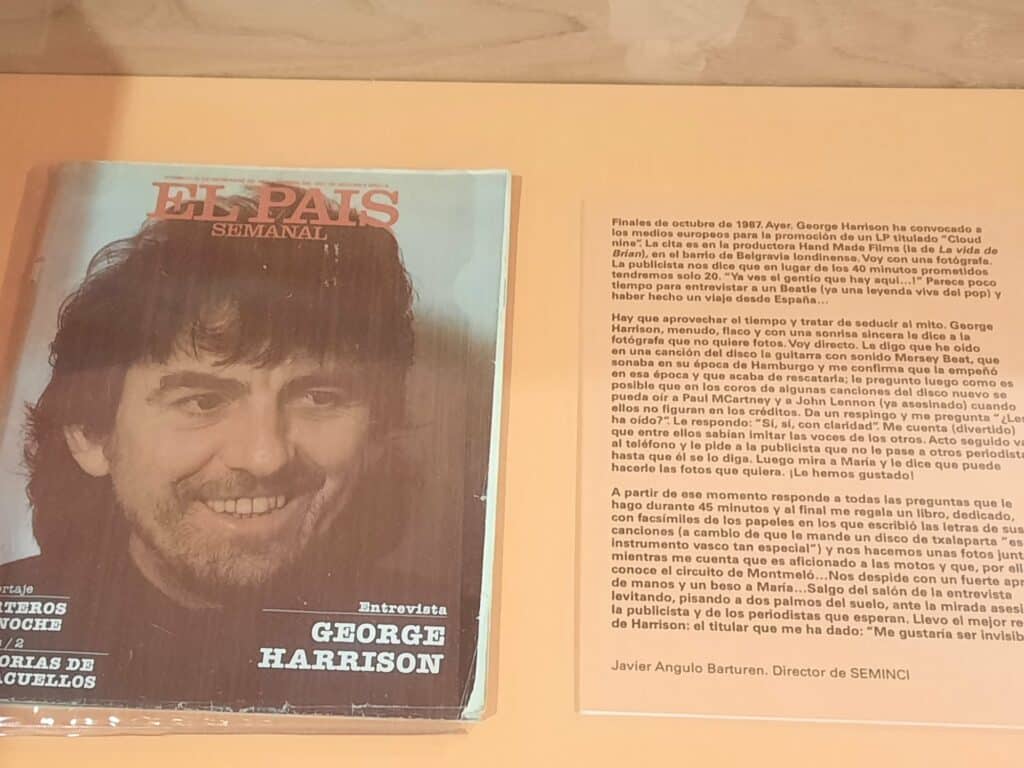 EL PAIS
SEMANAL
ortaje
RTEROS
NOCHE
/ 2
ORIAS DE
ACUELLOS
Entrevista
GEORGE
HARRISON
Finales de octubre de 1987. Ayer, George Harrison ha convocado a
los medios europeos para la promoción de un LP titulado "Cloud
nine". La cita es en la productora Hand Made Films (la de La vida de
Brian), en el barrio de Belgravia londinense. Voy con una fotógrafa.
La publicista nos dice que en lugar de los 40 minutos prometidos
tendremos solo 20. "Ya ves el gentío que hay aquí...!" Parece poco
tiempo para entrevistar a un Beatle (ya una leyenda viva del pop) y
haber hecho un viaje desde España...
Hay que aprovechar el tiempo y tratar de seducir al mito. George
Harrison, menudo, flaco y con una sonrisa sincera le dice a la
fotógrafa que no quiere fotos. Voy directo. Le digo que he oído
en una canción del disco la guitarra con sonido Mersey Beat, que
sonaba en su época de Hamburgo y me confirma que la empeñó
en esa época y que acaba de rescatarla; le pregunto luego como es
posible que en los coros de algunas canciones del disco nuevo se
pueda oír a Paul MCartney y a John Lennon (ya asesinado) cuando
ellos no figuran en los créditos. Da un respingo y me pregunta "¿Les
ha oído?". Le respondo: "Sí, sí, con claridad". Me cuenta (divertido)
que entre ellos sabían imitar las voces de los otros. Acto seguido va
al teléfono y le pide a la publicista que no le pase a otros periodista
hasta que él se lo diga. Luego mira a María y le dice que puede
hacerle las fotos que quiera. ¡Le hemos gustado!
A partir de ese momento responde a todas las preguntas que le
hago durante 45 minutos y al final me regala un libro, dedicado,
con facsímiles de los papeles en los que escribió las letras de sus
canciones (a cambio de que le mande un disco de txalaparta "es
instrumento vasco tan especial") y nos hacemos unas fotos junt
mientras me cuenta que es aficionado a las motos y que, por ell
conoce el circuito de Montmeló...Nos despide con un fuerte apr
de manos y un beso a María...Salgo del salón de la entrevista
levitando, pisando a dos palmos del suelo, ante la mirada asesi
la publicista y de los periodistas que esperan. Llevo el mejor re
de Harrison: el titular que me ha dado: "Me gustaría ser invisib
Javier Angulo Barturen. Director de SEMINCI